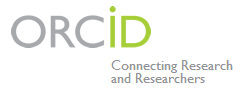 ORCiD
Connecting Research
and Researchers